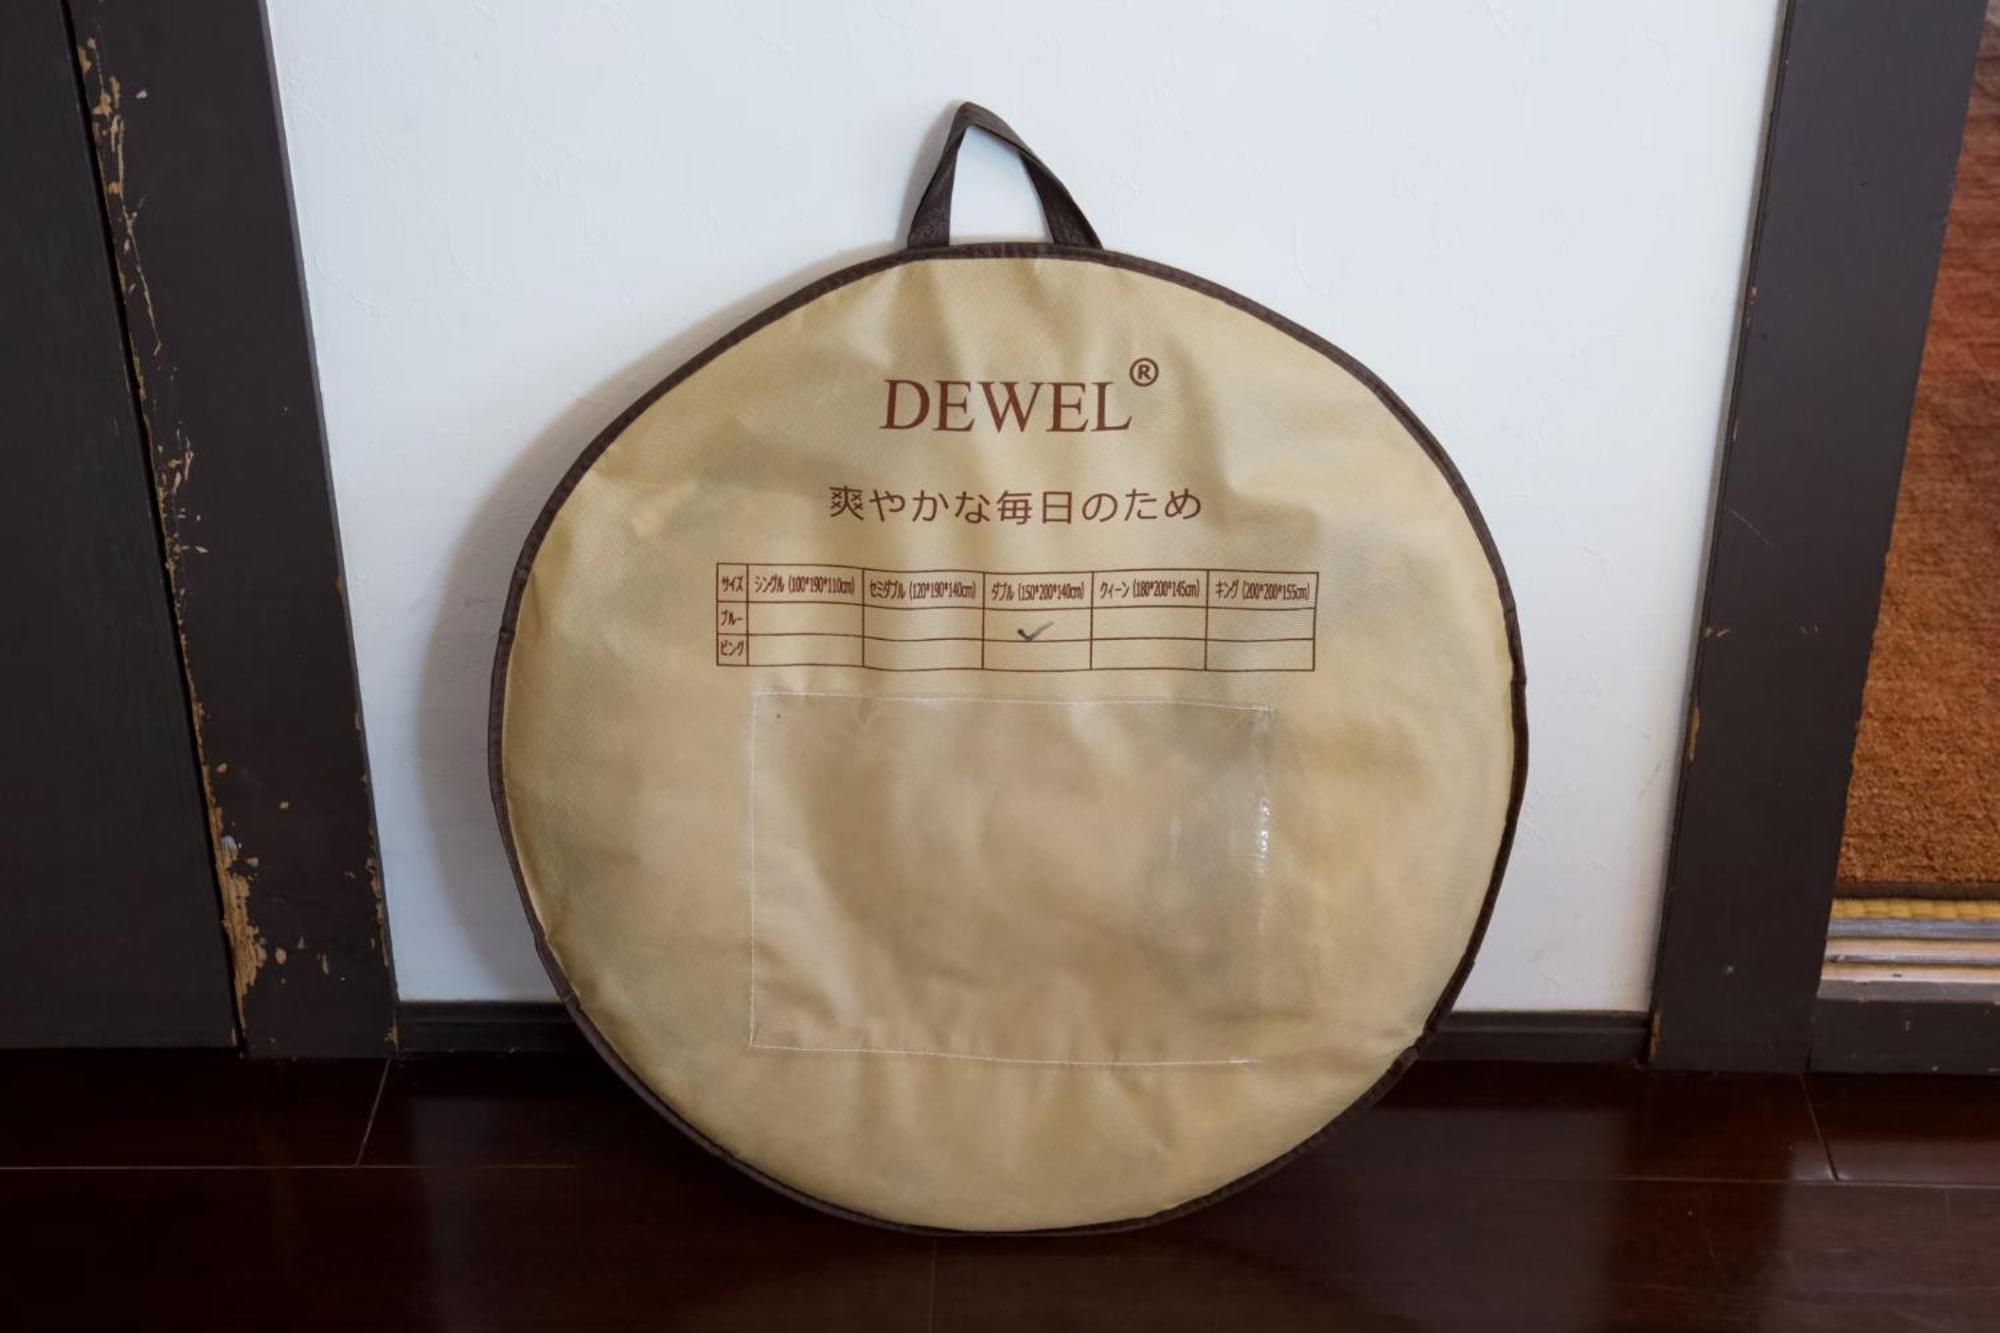 DEWEL®
爽やかな毎日のため
サイズ シングル (100*190*110cm) セミダブル (120*190*140cm) ダブル (150*200*140cm) クィーン (180*200*145cm) キング (200*200*155cm)
ブルー ✓
ピンク